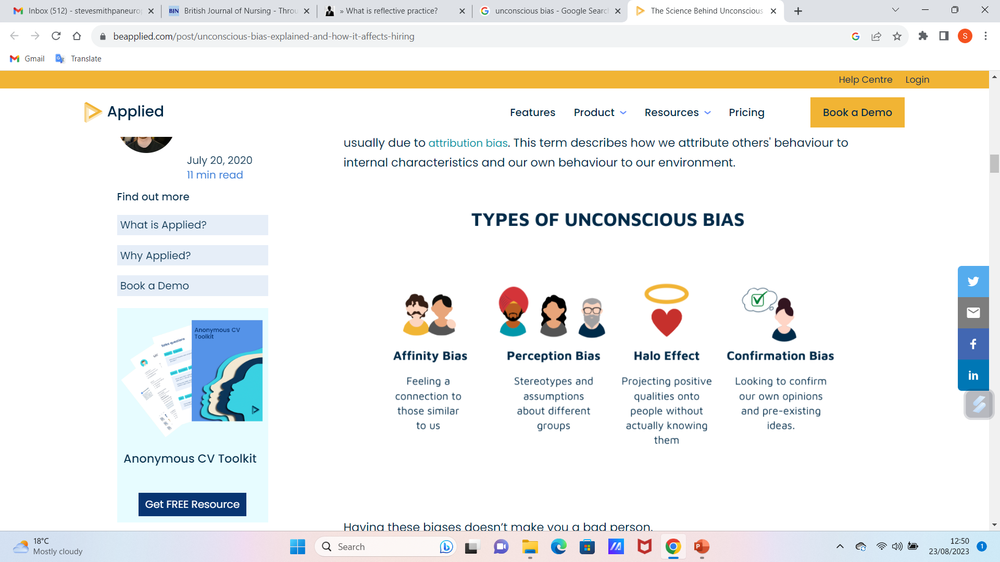 Inbox (512) - stevesmithpaneurop
British Journal of Nursing - Throu
» What is reflective practice?
unconscious bias - Google Search
The Science Behind Unconscious
beapplied.com/post/unconscious-bias-explained-and-how-it-affects-hiring
S
Gmail
Translate
Help Centre
Login
Applied
Features
Product
Resources
Pricing
Book a Demo
July 20, 2020
11 min read
Find out more
What is Applied?
Why Applied?
Book a Demo
Sales questions
Anonymous CV
Toolkit
Anonymous CV Toolkit
Get FREE Resource
usually due to attribution bias. This term describes how we attribute others' behaviour to
internal characteristics and our own behaviour to our environment.
TYPES OF UNCONSCIOUS BIAS
Affinity Bias
Feeling a
connection to
those similar
to us
Perception Bias
Stereotypes and
assumptions
about different
groups
Halo Effect
Projecting positive
qualities onto
people without
actually knowing
them
Confirmation Bias
Looking to confirm
our own opinions
and pre-existing
ideas.
Having these biases doesn't make you a bad person.
18°C
Mostly cloudy
Search
12:50
23/08/2023
1